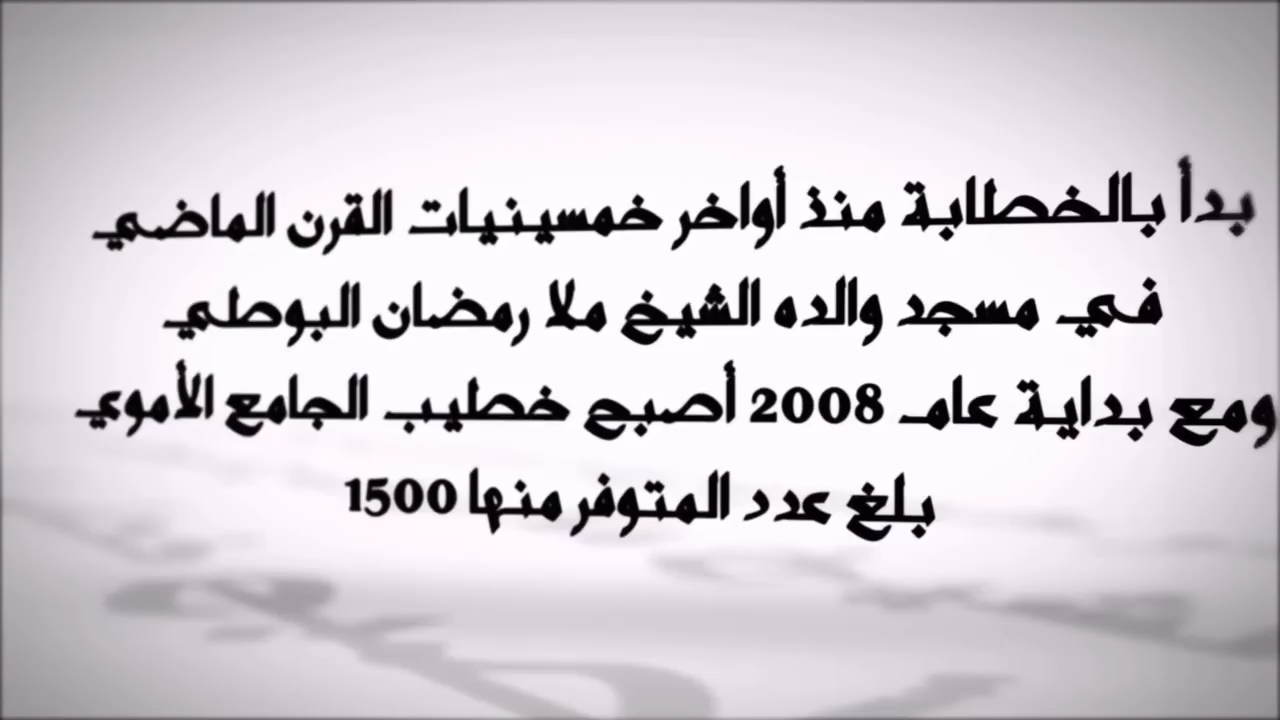 بدأ بالخطابة منذ أواخر خمسينيات القرن الماضي
في مسجد والده الشيخ ملا رمضان البوطي
ومع بداية عام 2008 أصبح خطيب الجامع الأموي
بلغ عدد المتوفر منها 1500